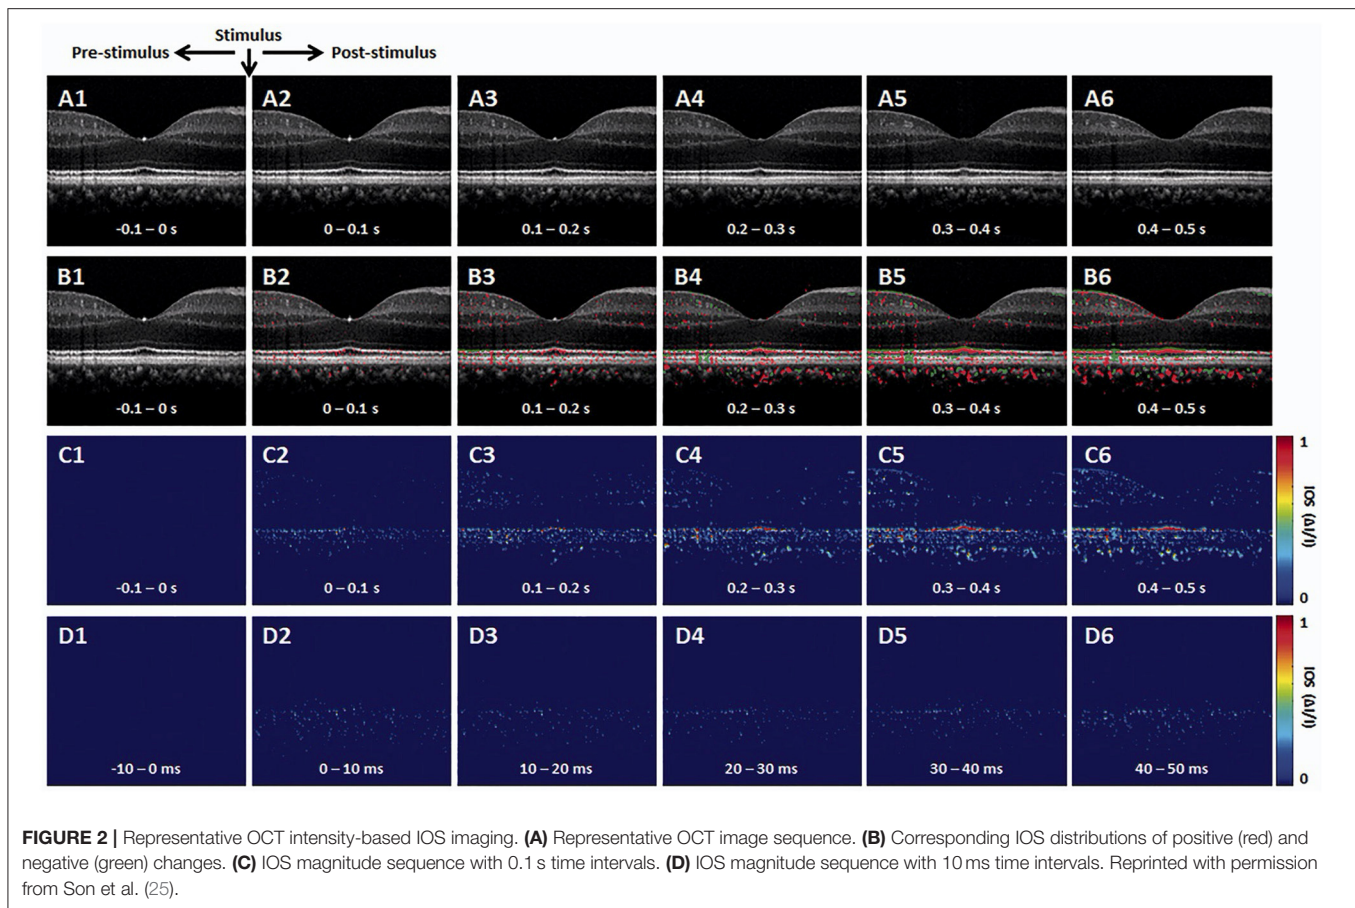 Stimulus
Pre-stimulus Post-stimulus
A1 A2 A3 A4 A5 A6
-0.1 – 0 s 0 – 0.1 s 0.1 – 0.2 s 0.2 – 0.3 s 0.3 – 0.4 s 0.4 – 0.5 s
B1 B2 B3 B4 B5 B6
-0.1 – 0 s 0 – 0.1 s 0.1 – 0.2 s 0.2 – 0.3 s 0.3 – 0.4 s 0.4 – 0.5 s
C1 C2 C3 C4 C5 C6 1
IOS (ΔI/I)
-0.1 – 0 s 0 – 0.1 s 0.1 – 0.2 s 0.2 – 0.3 s 0.3 – 0.4 s 0.4 – 0.5 s 0
D1 D2 D3 D4 D5 D6 1
IOS (ΔI/I)
-10 – 0 ms 0 – 10 ms 10 – 20 ms 20 – 30 ms 30 – 40 ms 40 – 50 ms 0
FIGURE 2 | Representative OCT intensity-based IOS imaging. (A) Representative OCT image sequence. (B) Corresponding IOS distributions of positive (red) and
negative (green) changes. (C) IOS magnitude sequence with 0.1 s time intervals. (D) IOS magnitude sequence with 10 ms time intervals. Reprinted with permission
from Son et al. (25).